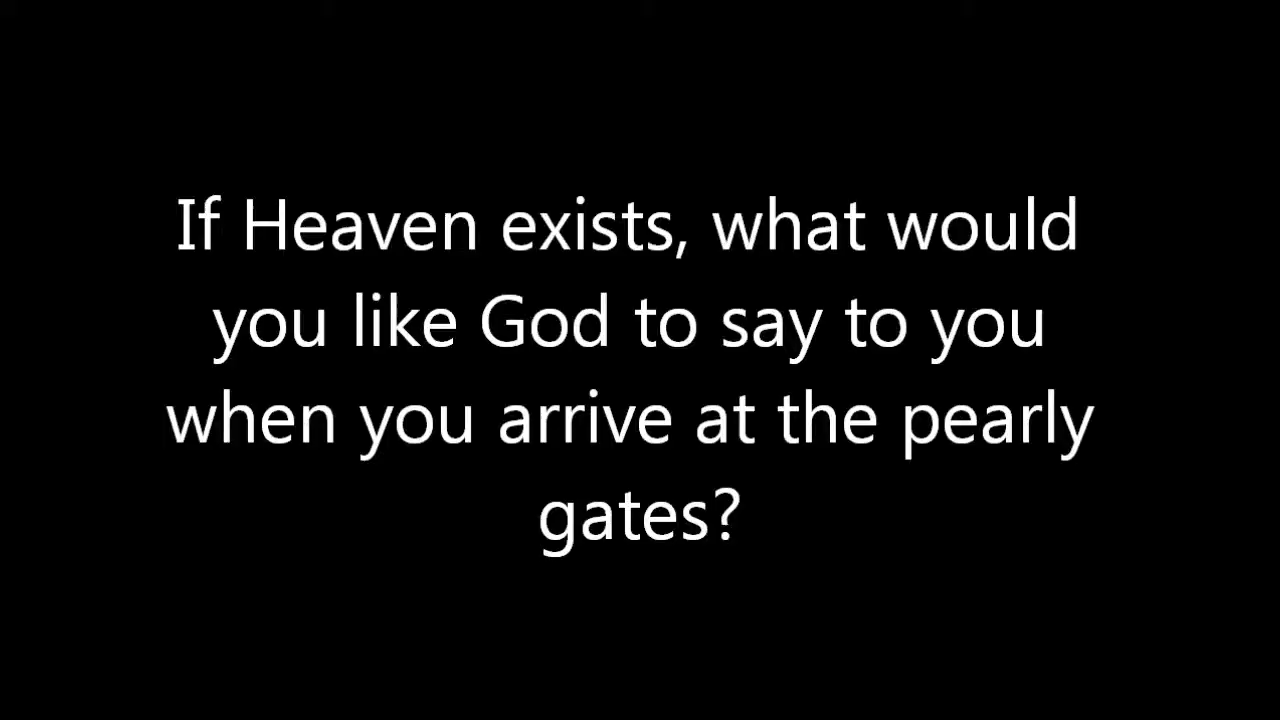 If Heaven exists, what would
you like God to say to you
when you arrive at the pearly
gates?